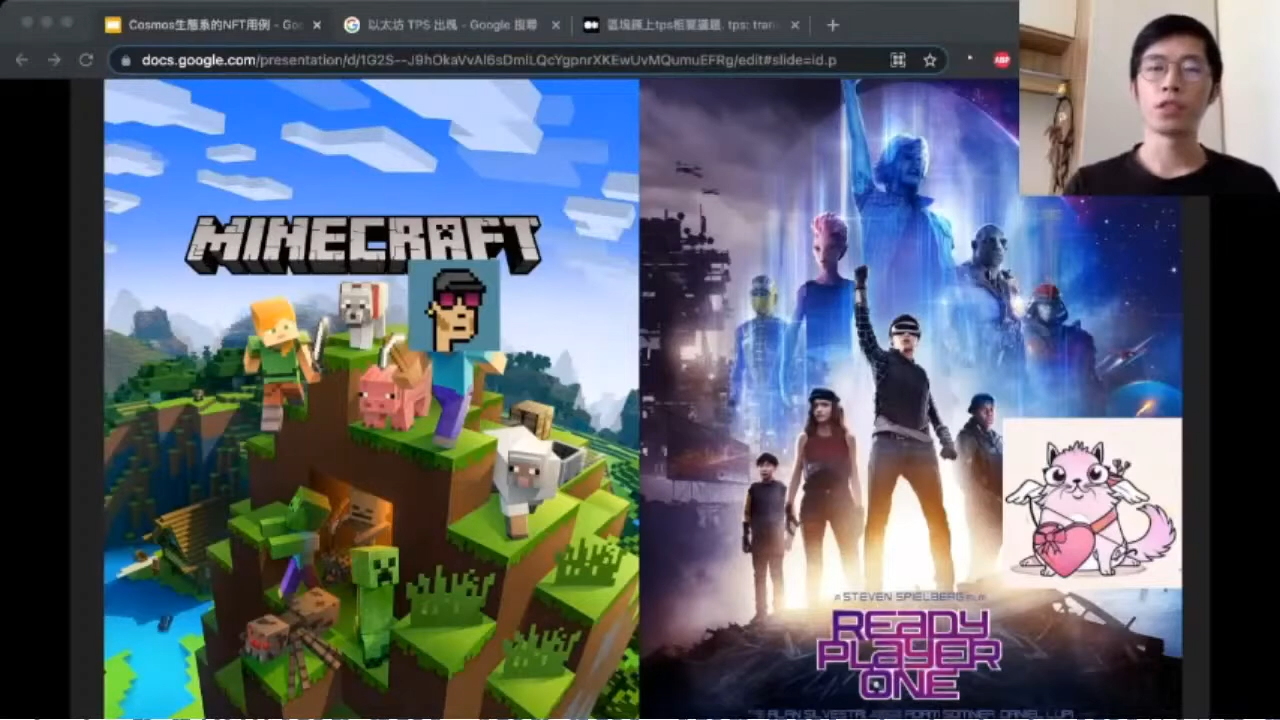 Cosmos生態系的NFT用例 - Goo
以太坊 TPS 出塊 - Google 搜尋
區塊鏈上tps相關議題. tps: tran
docs.google.com/presentation/d/1G2S--J9hOkaVvAl6sDmlLQcYgpnrXKEwUvMQumuEFRg/edit#slide=id.p
ABP
MINECRAFT
A STEVEN SPIELBERG FILM
READY
PLAYER
ONE